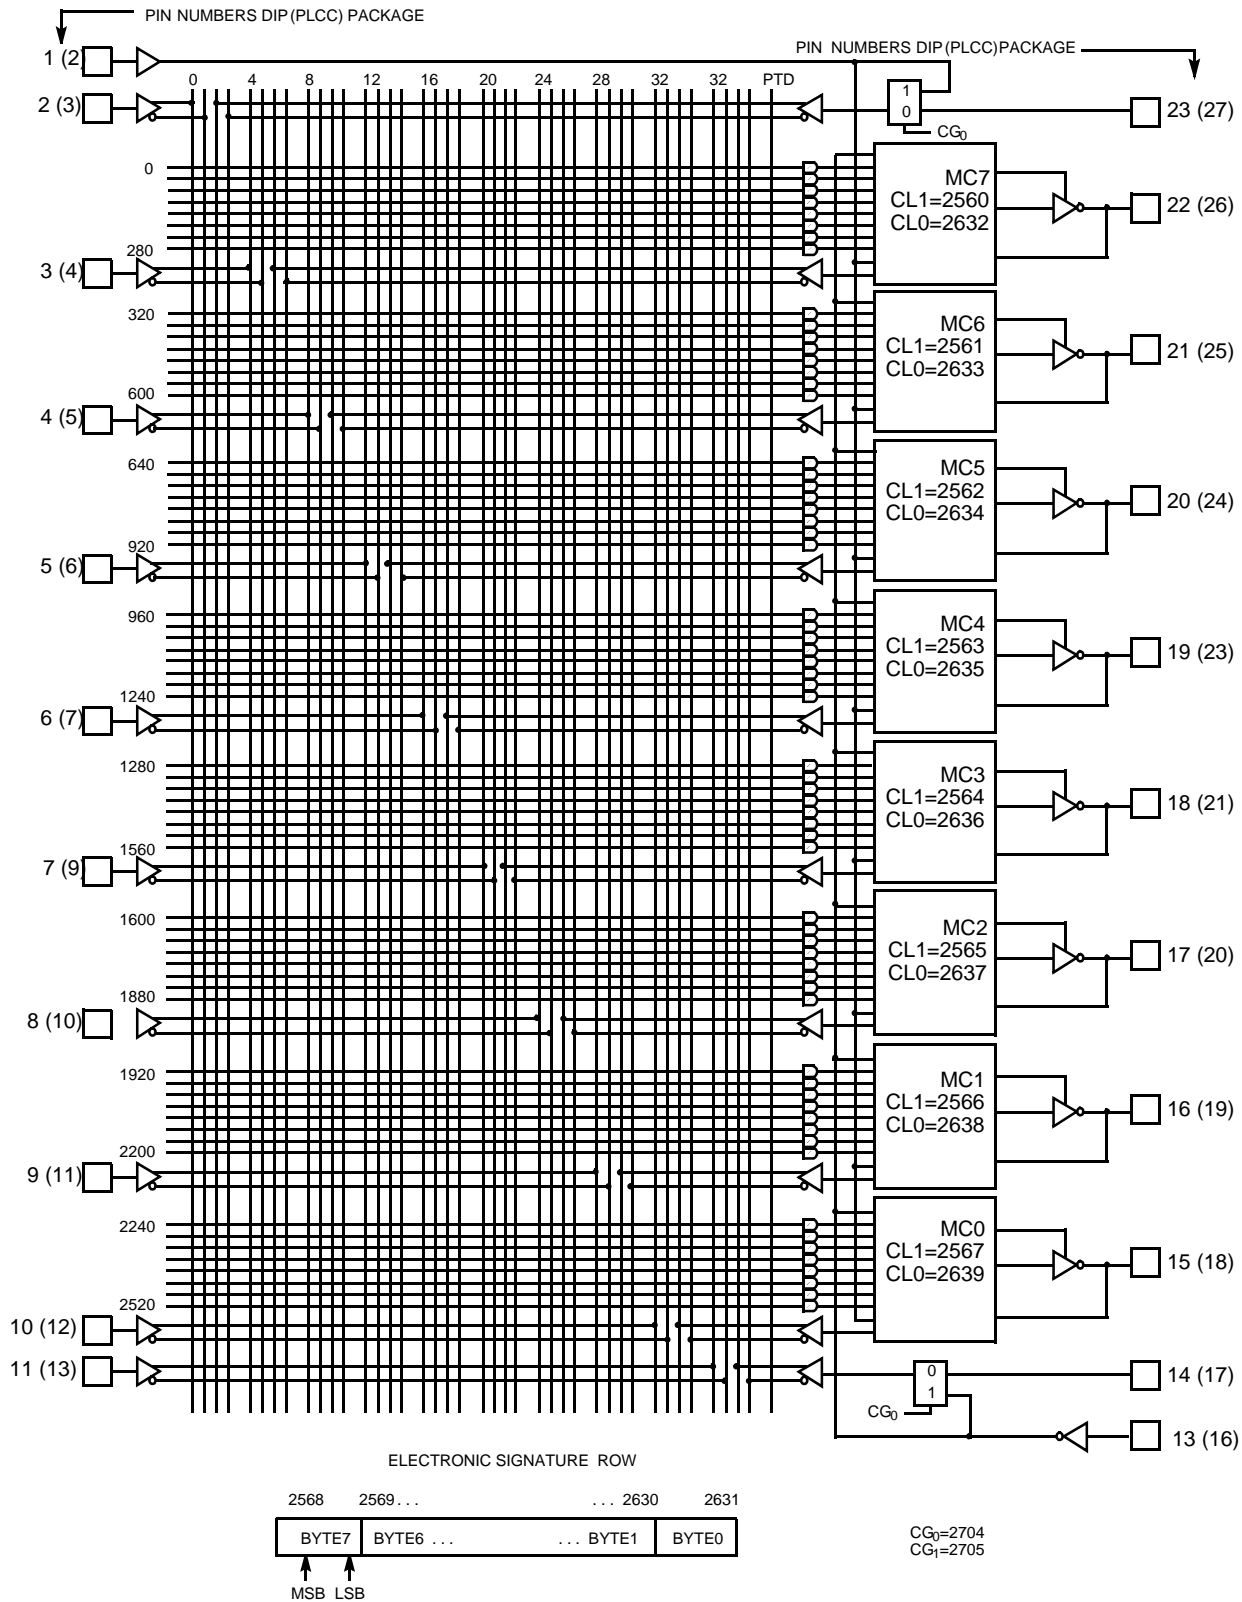 PIN NUMBERS DIP (PLCC) PACKAGE
1 (2)
PIN NUMBERS DIP (PLCC) PACKAGE
0 4 8 12 16 20 24 28 32 32 PTD
2 (3)
1
0
23 (27)
CG0
0
MC7
CL1=2560
CL0=2632
22 (26)
280
3 (4)
320
MC6
CL1=2561
CL0=2633
21 (25)
600
4 (5)
640
MC5
CL1=2562
CL0=2634
20 (24)
920
5 (6)
960
MC4
CL1=2563
CL0=2635
19 (23)
1240
6 (7)
1280
MC3
CL1=2564
CL0=2636
18 (21)
1560
7 (9)
1600
MC2
CL1=2565
CL0=2637
17 (20)
1880
8 (10)
1920
MC1
CL1=2566
CL0=2638
16 (19)
2200
9 (11)
2240
MC0
CL1=2567
CL0=2639
15 (18)
2520
10 (12)
11 (13)
0
1
14 (17)
CG0
13 (16)
ELECTRONIC SIGNATURE ROW
2568 2569 . . . . . . 2630 2631
BYTE7 BYTE6 . . . . . . BYTE1 BYTE0
MSB LSB
CG0=2704
CG1=2705